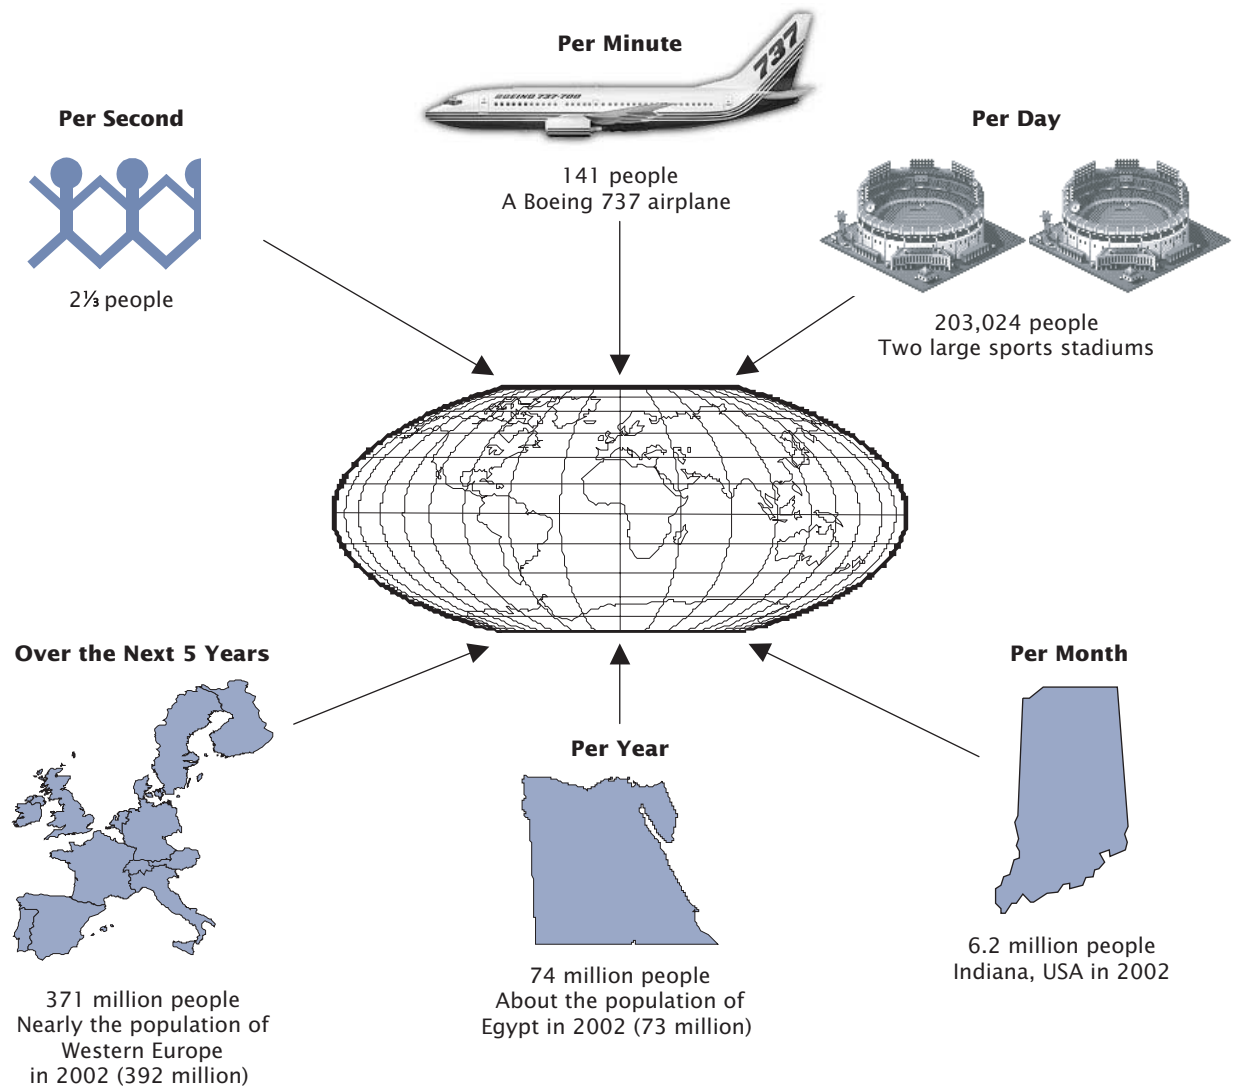 Per Minute
737
BOEING 737-700
141 people
A Boeing 737 airplane
Per Second
2⅓ people
Per Day
203,024 people
Two large sports stadiums
Over the Next 5 Years
371 million people
Nearly the population of
Western Europe
in 2002 (392 million)
Per Year
74 million people
About the population of
Egypt in 2002 (73 million)
Per Month
6.2 million people
Indiana, USA in 2002